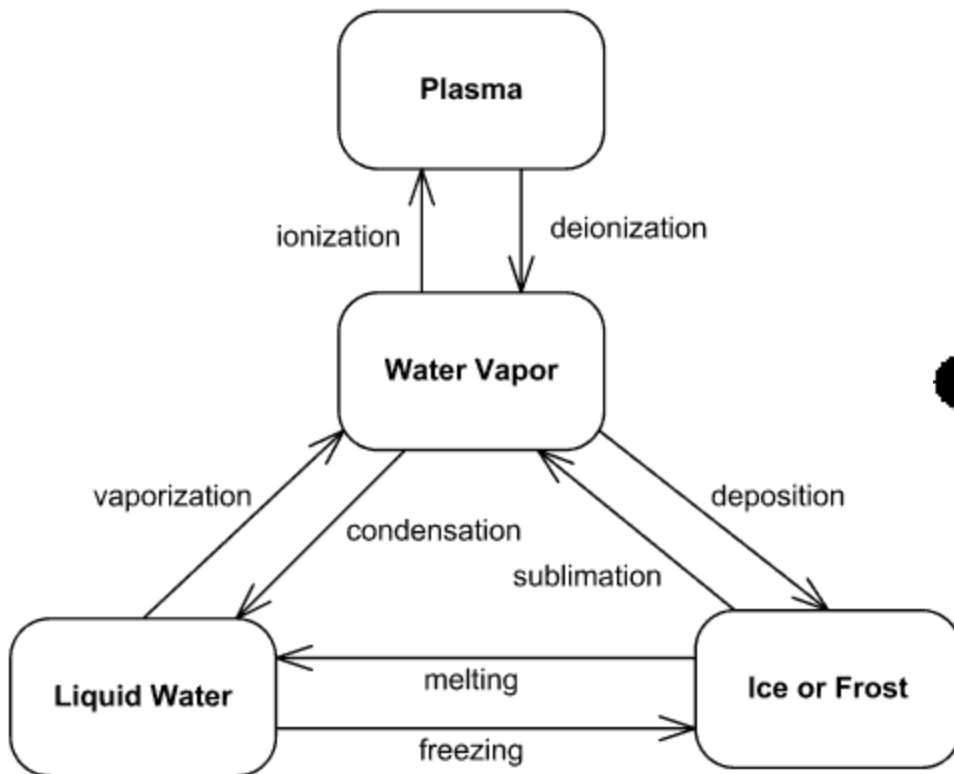 Plasma
ionization
deionization
Water Vapor
vaporization
condensation
deposition
sublimation
Liquid Water
melting
freezing
Ice or Frost